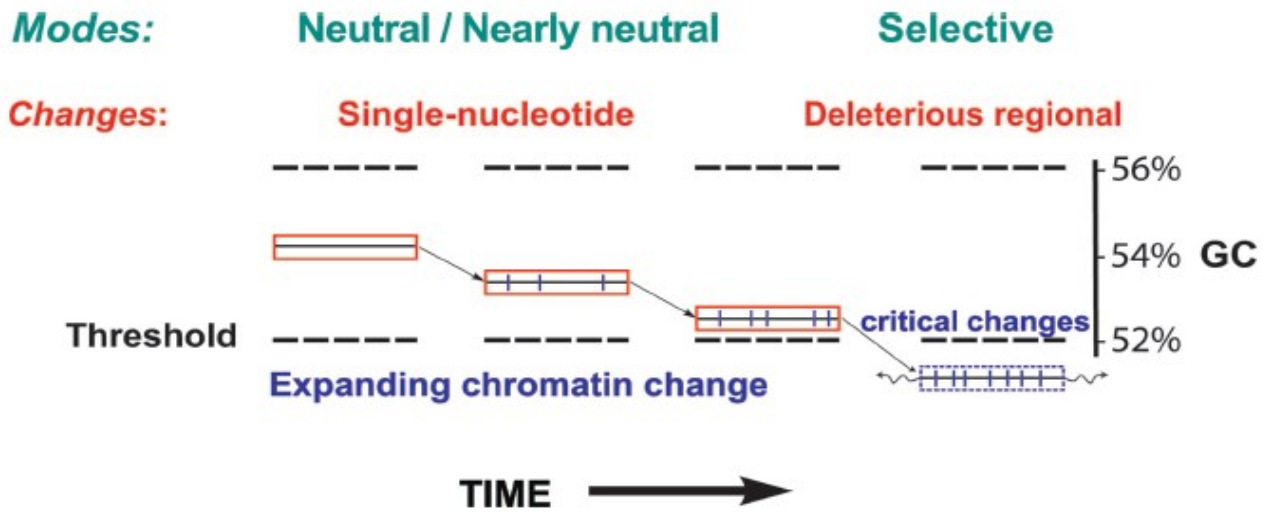 Modes: Neutral / Nearly neutral Selective
Changes: Single-nucleotide Deleterious regional
56%
54% GC
Threshold critical changes 52%
Expanding chromatin change
TIME